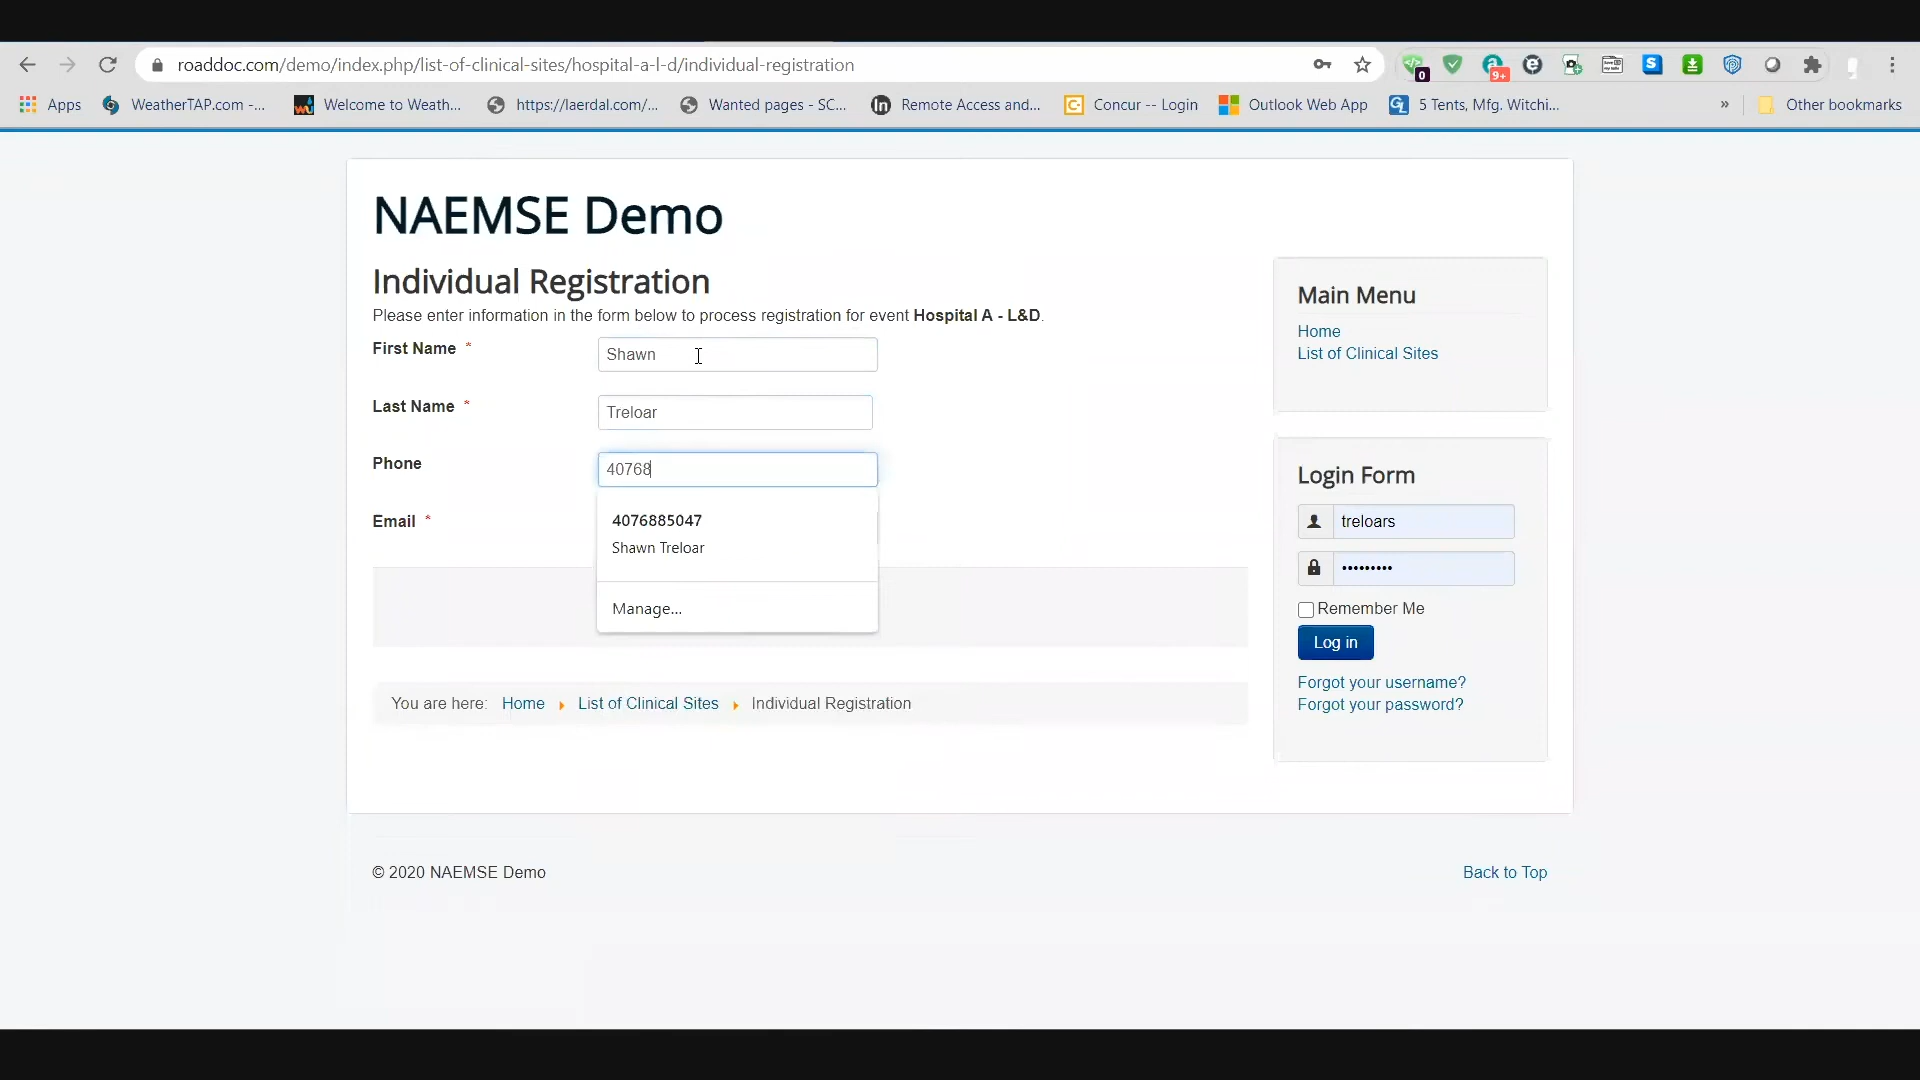 roaddoc.com/demo/index.php/list-of-clinical-sites/hospital-a-l-d/individual-registration
0
9+
Apps
WeatherTAP.com -...
Welcome to Weath...
https://laerdal.com/...
Wanted pages - SC...
Remote Access and...
Concur -- Login
Outlook Web App
5 Tents, Mfg. Witchi...
»
Other bookmarks
NAEMSE Demo
Individual Registration
Please enter information in the form below to process registration for event Hospital A - L&D.
First Name *
Shawn
Last Name *
Treloar
Phone
40768
4076885047
Shawn Treloar
Manage...
Email *
You are here: Home List of Clinical Sites Individual Registration
Main Menu
Home
List of Clinical Sites
Login Form
treloars
•••••••••
Remember Me
Log in
Forgot your username?
Forgot your password?
© 2020 NAEMSE Demo
Back to Top